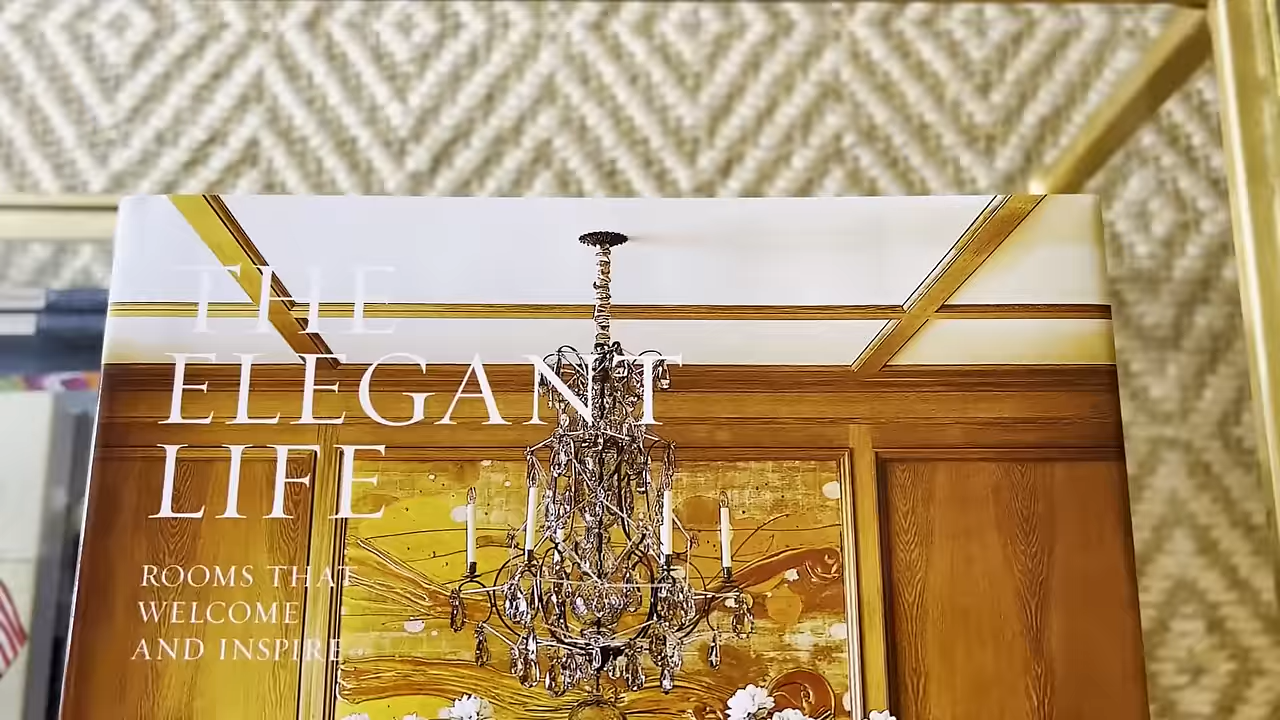 THE
ELEGANT
LIFE
ROOMS THAT
WELCOME
AND INSPIRE